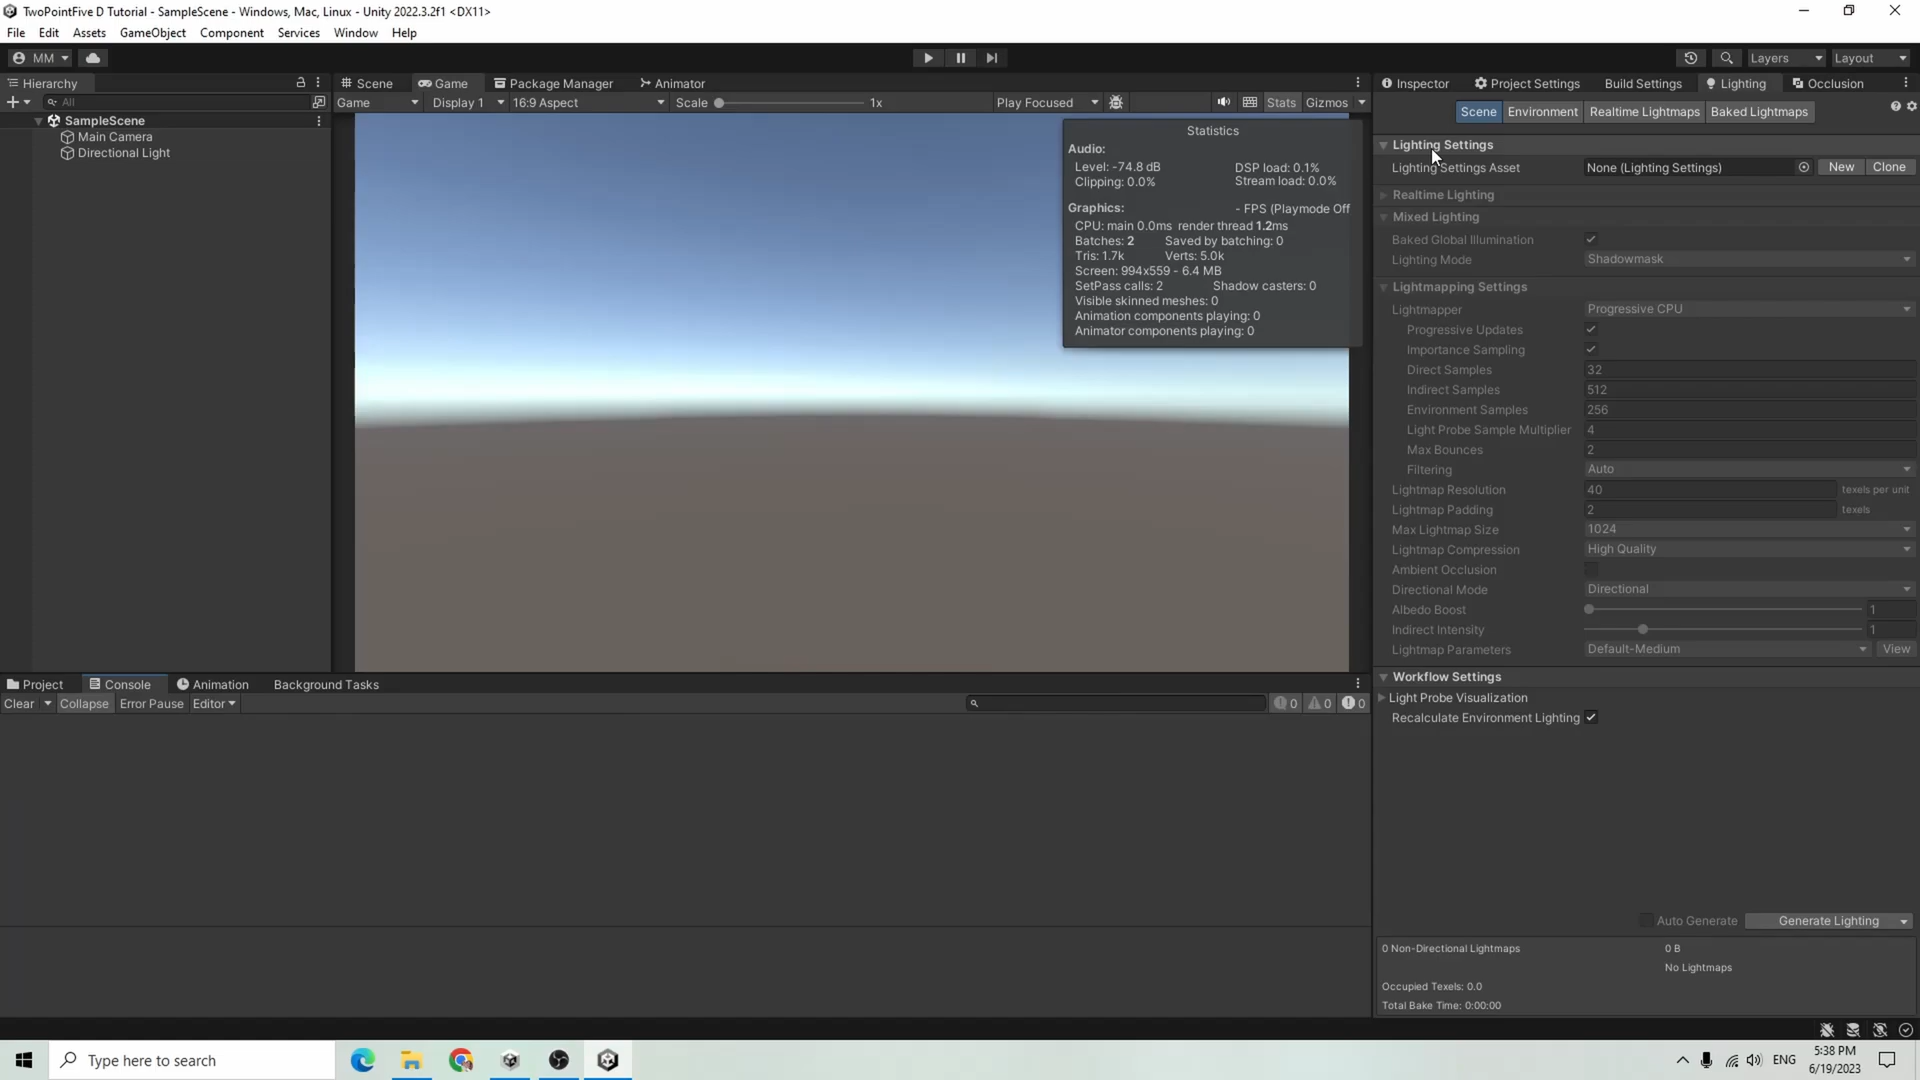 TwoPointFive D Tutorial - SampleScene - Windows, Mac, Linux - Unity 2022.3.2f1 <DX11>
File Edit Assets GameObject Component Services Window Help
MM Layers Layout
Hierarchy Scene Game Package Manager Animator Inspector Project Settings Build Settings Lighting Occlusion
All Game Display 1 16:9 Aspect Scale 1x Play Focused Stats Gizmos
Scene Environment Realtime Lightmaps Baked Lightmaps
SampleScene
Main Camera
Directional Light
Statistics
Audio:
Level: -74.8 dB DSP load: 0.1%
Clipping: 0.0% Stream load: 0.0%
Graphics: - FPS (Playmode Off
CPU: main 0.0ms render thread 1.2ms
Batches: 2 Saved by batching: 0
Tris: 1.7k Verts: 5.0k
Screen: 994x559 - 6.4 MB
SetPass calls: 2 Shadow casters: 0
Visible skinned meshes: 0
Animation components playing: 0
Animator components playing: 0
Lighting Settings
Lighting Settings Asset None (Lighting Settings) New Clone
Realtime Lighting
Mixed Lighting
Baked Global Illumination
Lighting Mode Shadowmask
Lightmapping Settings
Lightmapper Progressive CPU
Progressive Updates
Importance Sampling
Direct Samples 32
Indirect Samples 512
Environment Samples 256
Light Probe Sample Multiplier 4
Max Bounces 2
Filtering Auto
Lightmap Resolution 40 texels per unit
Lightmap Padding 2 texels
Max Lightmap Size 1024
Lightmap Compression High Quality
Ambient Occlusion
Directional Mode Directional
Albedo Boost 1
Indirect Intensity 1
Lightmap Parameters Default-Medium View
Workflow Settings
Light Probe Visualization
Recalculate Environment Lighting
Project Console Animation Background Tasks
Clear Collapse Error Pause Editor 0 0 0
Auto Generate Generate Lighting
0 Non-Directional Lightmaps 0 B
No Lightmaps
Occupied Texels: 0.0
Total Bake Time: 0:00:00
Type here to search ENG 5:38 PM
6/19/2023